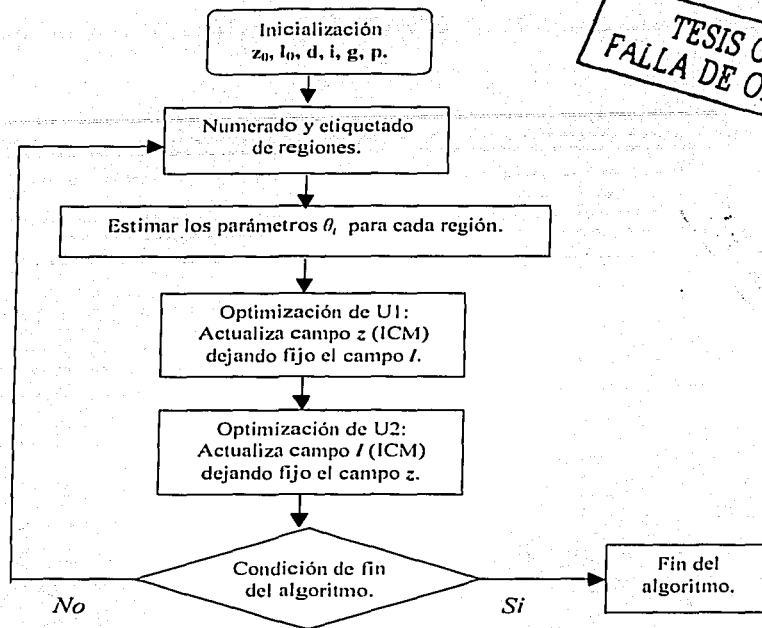 Inicialización
z₀, l₀, d, i, g, p.
TESIS
FALLA DE
Numerado y etiquetado
de regiones.
Estimar los parámetros θᵢ para cada región.
Optimización de U1:
Actualiza campo z (ICM)
dejando fijo el campo l.
Optimización de U2:
Actualiza campo l (ICM)
dejando fijo el campo z.
Condición de fin
del algoritmo.
No
Si
Fin del
algoritmo.